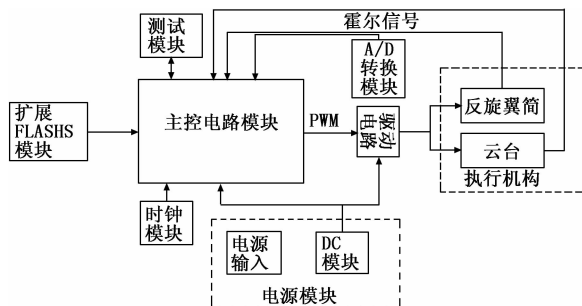 霍尔信号
测试
模块
A/D
转换
模块
扩展
FLASHS
模块
主控电路模块
PWM
驱动
电路
反旋翼筒
云台
执行机构
时钟
模块
电源
输入
DC
模块
电源模块